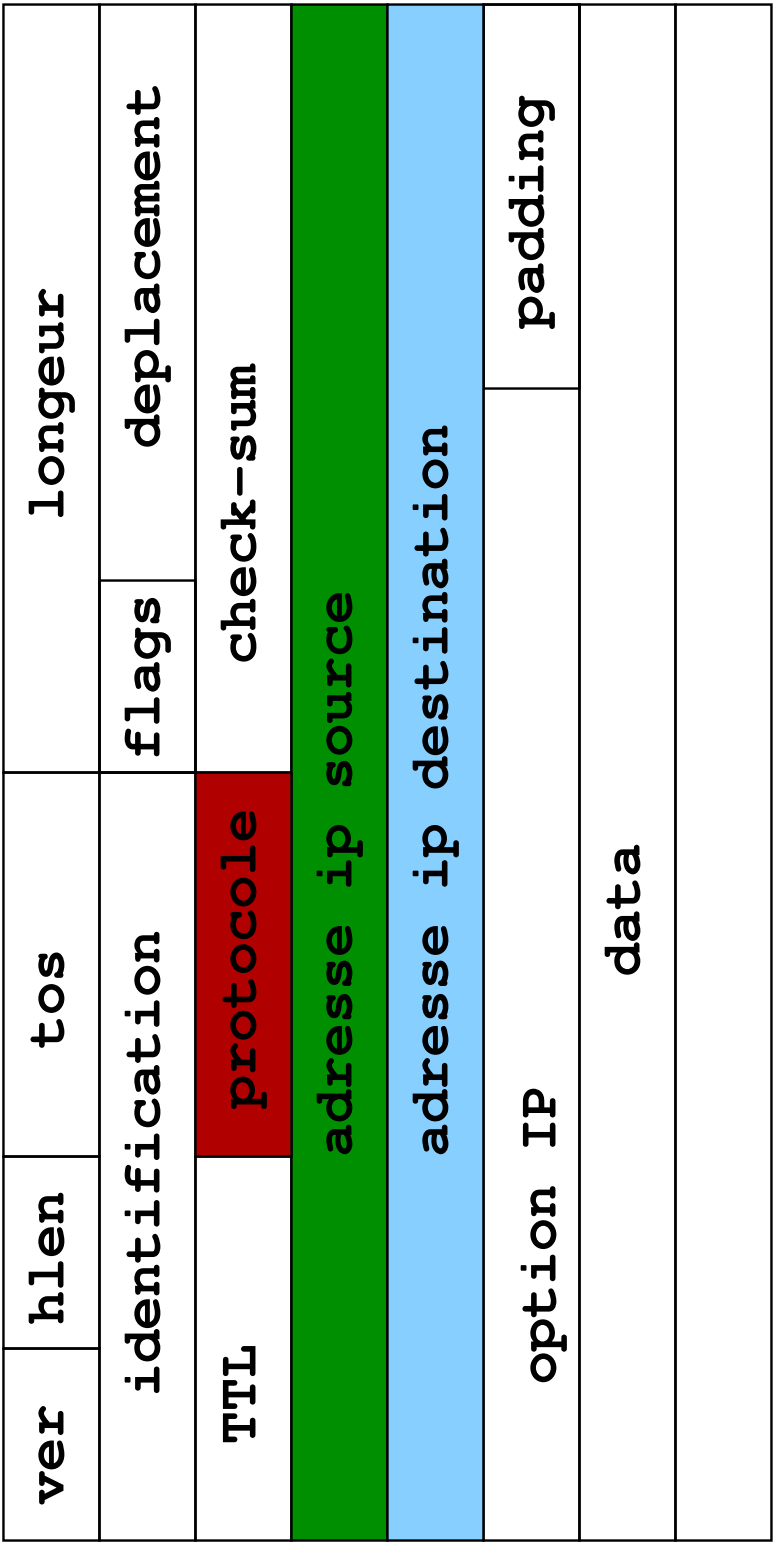 ver hlen tos longeur
identification flags deplacement
TTL protocole check-sum
adresse ip source
adresse ip destination
option IP padding
data